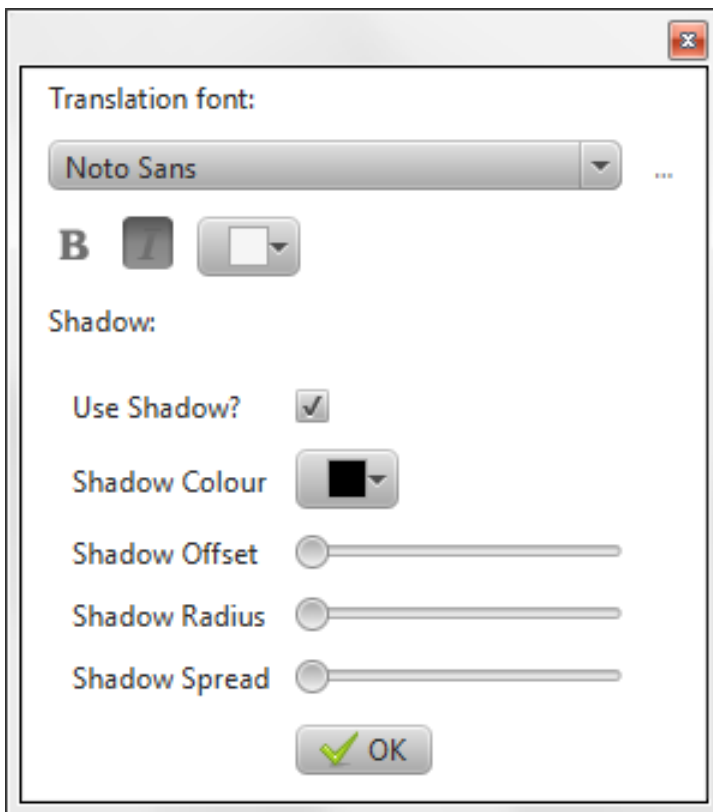 Translation font:
Noto Sans
...
B I
Shadow:
Use Shadow?
Shadow Colour
Shadow Offset
Shadow Radius
Shadow Spread
OK